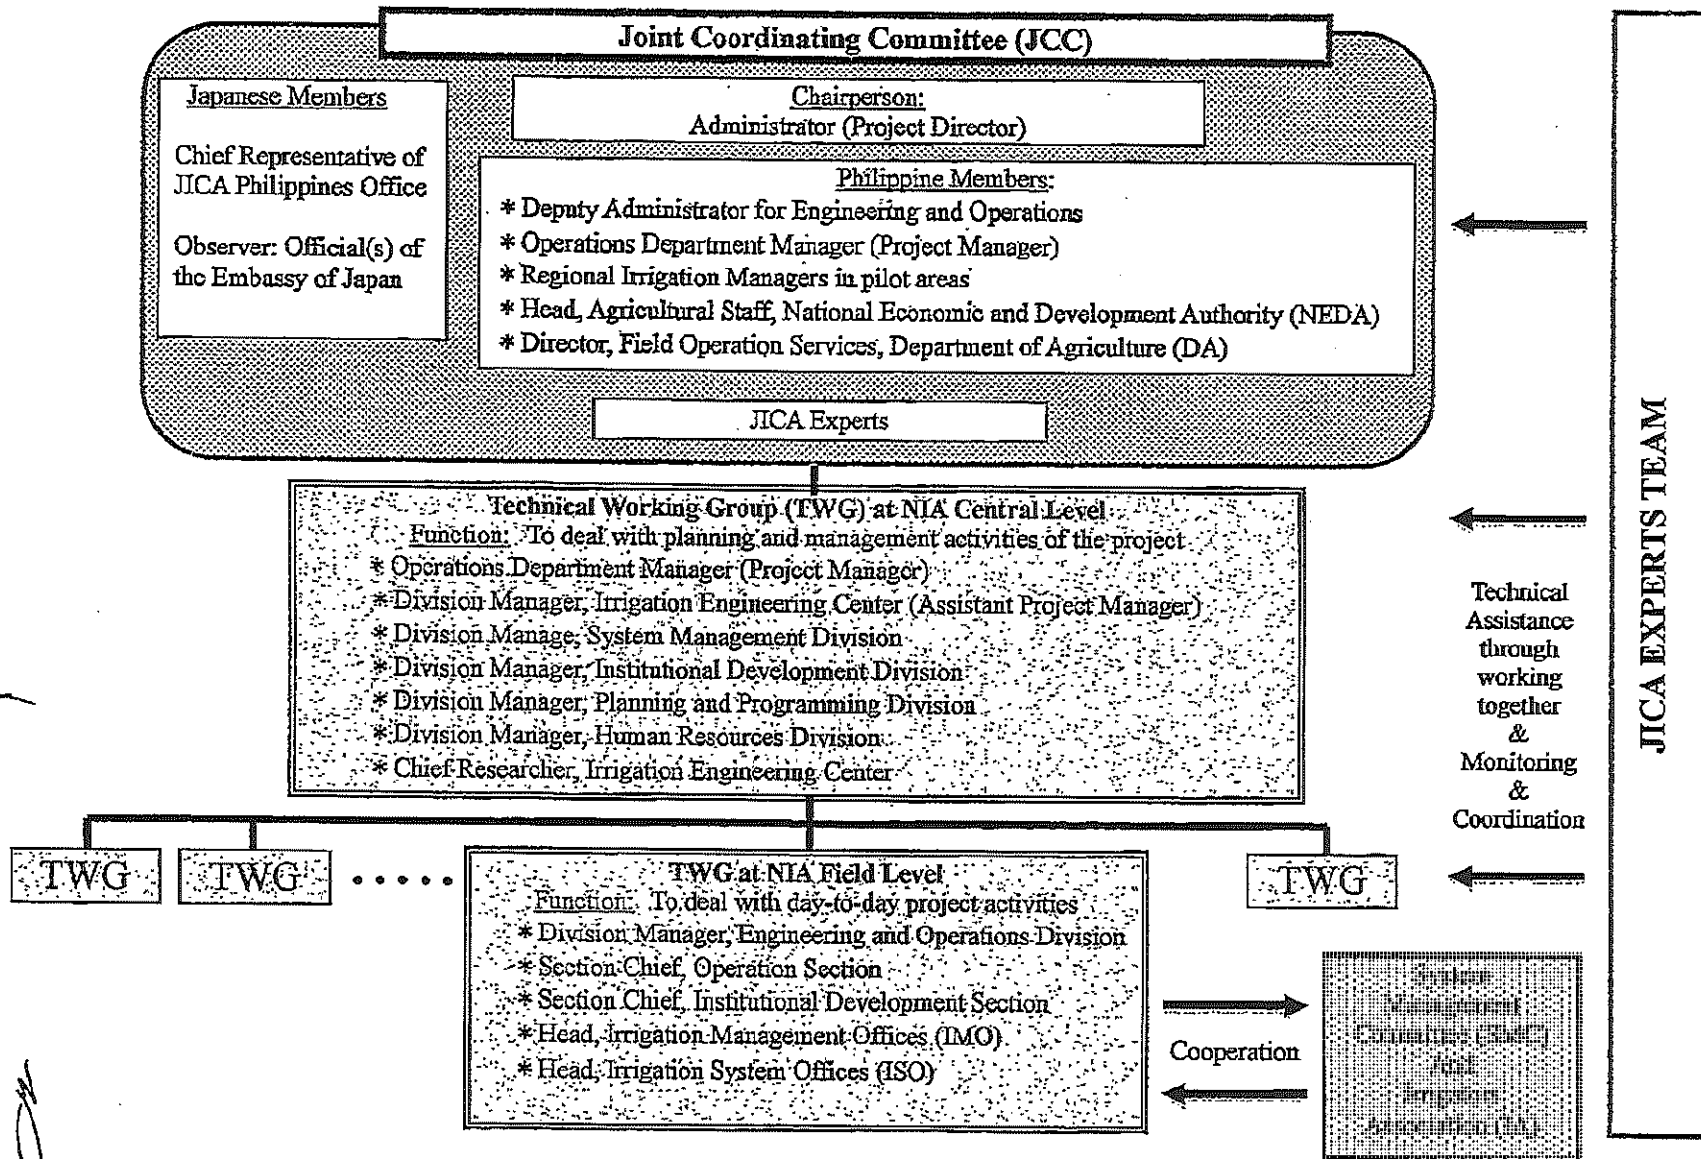 Joint Coordinating Committee (JCC)
Japanese Members
Chief Representative of
JICA Philippines Office
Observer: Official(s) of
the Embassy of Japan
Chairperson:
Administrator (Project Director)
Philippine Members:
* Deputy Administrator for Engineering and Operations
* Operations Department Manager (Project Manager)
* Regional Irrigation Managers in pilot areas
* Head, Agricultural Staff, National Economic and Development Authority (NEDA)
* Director, Field Operation Services, Department of Agriculture (DA)
JICA Experts
Technical Working Group (TWG) at NIA Central Level
Function: To deal with planning and management activities of the project
* Operations Department Manager (Project Manager)
* Division Manager, Irrigation Engineering Center (Assistant Project Manager)
* Division Manage, System Management Division
* Division Manager, Institutional Development Division
* Division Manager, Planning and Programming Division
* Division Manager, Human Resources Division
* Chief Researcher, Irrigation Engineering Center
TWG
TWG
.....
TWG at NIA Field Level
Function: To deal with day-to-day project activities
* Division Manager, Engineering and Operations Division
* Section Chief, Operation Section
* Section Chief, Institutional Development Section
* Head, Irrigation Management Offices (IMO)
* Head, Irrigation System Offices (ISO)
TWG
Cooperation
System
Management
Committee (SMC)
And
Irrigators
Association (IA)
Technical
Assistance
through
working
together
&
Monitoring
&
Coordination
JICA EXPERTS TEAM